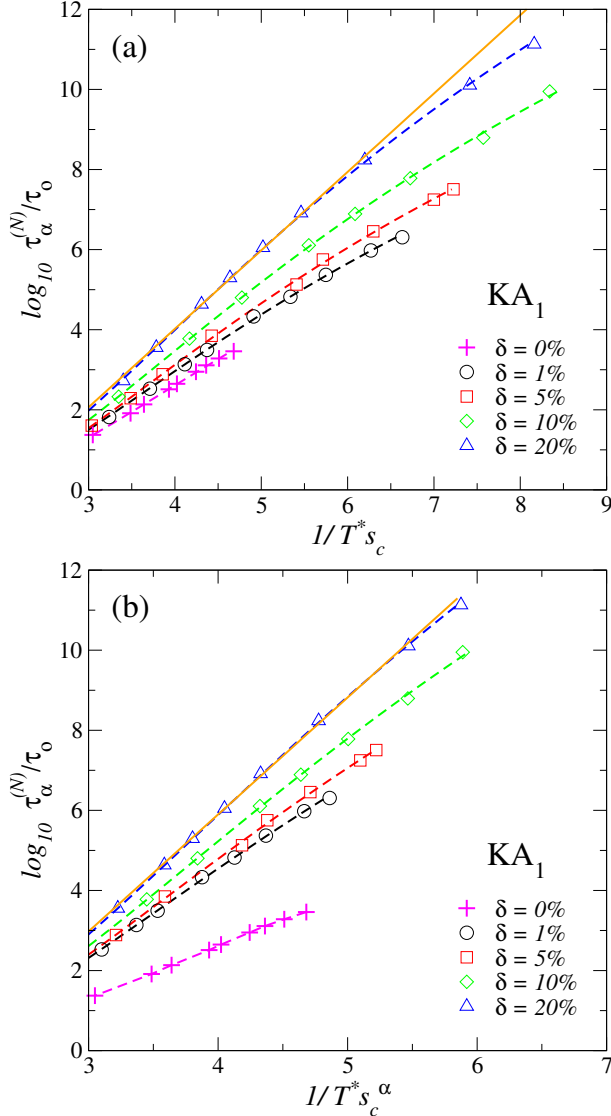 12
(a)
10
8
6
4
2
0
log₁₀ τα⁽ᴺ⁾/τₒ
KA₁
δ = 0%
δ = 1%
δ = 5%
δ = 10%
δ = 20%
3 4 5 6 7 8 9
1/T*s_c
12
(b)
10
8
6
4
2
0
log₁₀ τα⁽ᴺ⁾/τₒ
KA₁
δ = 0%
δ = 1%
δ = 5%
δ = 10%
δ = 20%
3 4 5 6 7
1/T*s_c^α